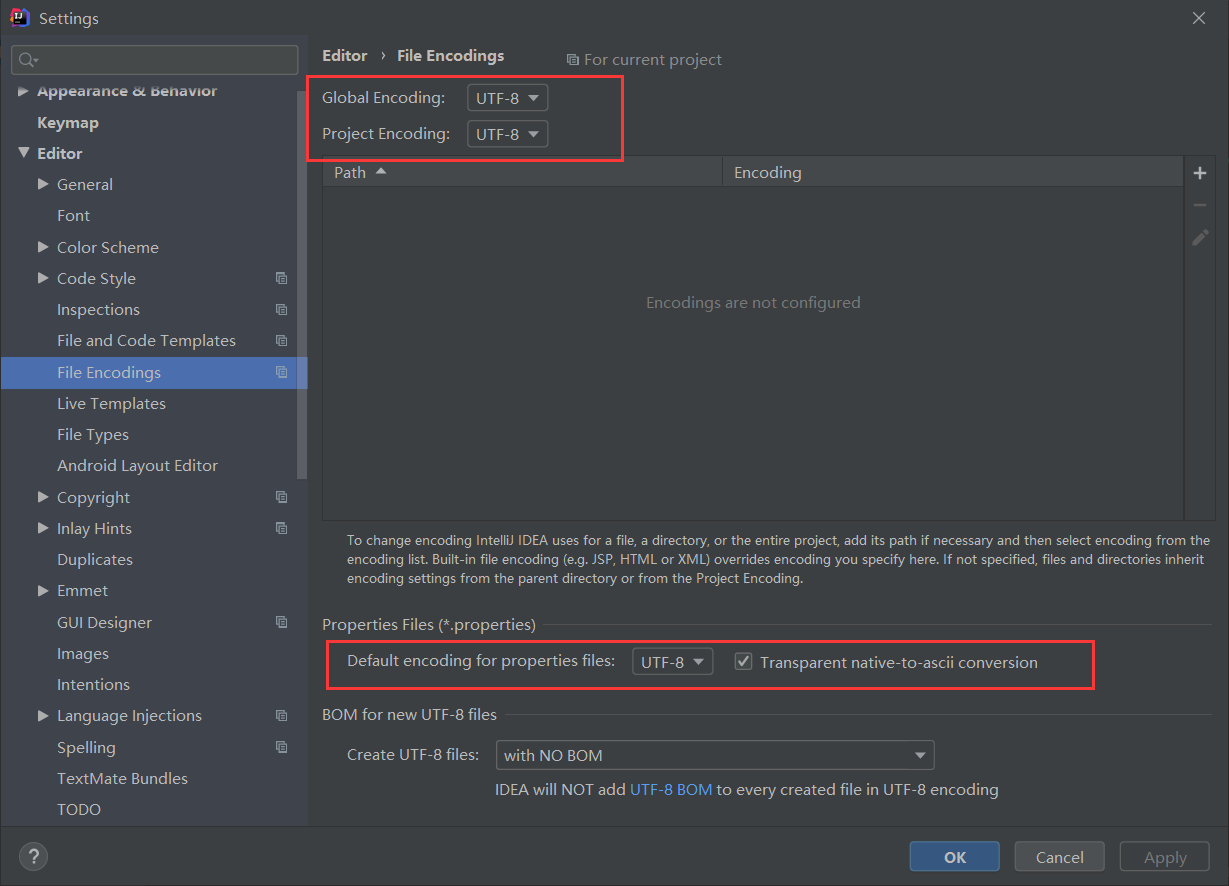 Settings
Appearance & Behavior
Keymap
Editor
General
Font
Color Scheme
Code Style
Inspections
File and Code Templates
File Encodings
Live Templates
File Types
Android Layout Editor
Copyright
Inlay Hints
Duplicates
Emmet
GUI Designer
Images
Intentions
Language Injections
Spelling
TextMate Bundles
TODO
Editor › File Encodings For current project
Global Encoding: UTF-8
Project Encoding: UTF-8
Path Encoding
Encodings are not configured
To change encoding IntelliJ IDEA uses for a file, a directory, or the entire project, add its path if necessary and then select encoding from the
encoding list. Built-in file encoding (e.g. JSP, HTML or XML) overrides encoding you specify here. If not specified, files and directories inherit
encoding settings from the parent directory or from the Project Encoding.
Properties Files (*.properties)
Default encoding for properties files: UTF-8 Transparent native-to-ascii conversion
BOM for new UTF-8 files
Create UTF-8 files: with NO BOM
IDEA will NOT add UTF-8 BOM to every created file in UTF-8 encoding
? OK Cancel Apply